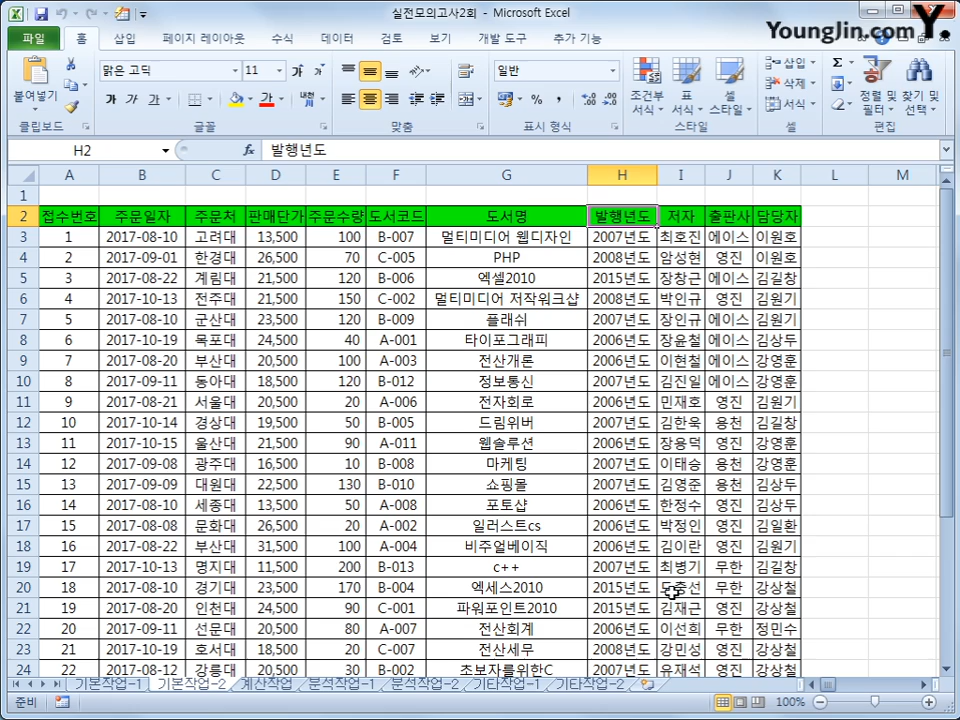 실전모의고사2회 - Microsoft Excel
Younglin.com Y.
파일 홈 삽입 페이지 레이아웃 수식 데이터 검토 보기 개발 도구 추가 기능
붙여넣기 맑은 고딕 11 가 가 일반 조건부 서식 표 서식 셀 스타일 삽입 삭제 서식 정렬 및 필터 찾기 및 선택
가 가 가 가 % ,
클립보드 글꼴 맞춤 표시 형식 스타일 셀 편집
H2 fx 발행년도
A B C D E F G H I J K L M
1
2 접수번호 주문일자 주문처 판매단가 주문수량 도서코드 도서명 발행년도 저자 출판사 담당자
3 1 2017-08-10 고려대 13,500 100 B-007 멀티미디어 웹디자인 2007년도 최호진 에이스 이원호
4 2 2017-09-01 한경대 26,500 70 C-005 PHP 2008년도 암성현 영진 이원호
5 3 2017-08-22 계림대 21,500 120 B-006 엑셀2010 2015년도 장창근 에이스 김길창
6 4 2017-10-13 전주대 21,500 150 C-002 멀티미디어 저작워크샵 2008년도 박인규 영진 김원기
7 5 2017-08-10 군산대 23,500 120 B-009 플래쉬 2007년도 장인규 에이스 김원기
8 6 2017-10-19 목포대 24,500 40 A-001 타이포그래피 2006년도 장윤철 에이스 김상두
9 7 2017-08-20 부산대 20,500 100 A-003 전산개론 2006년도 이현철 에이스 강영훈
10 8 2017-09-11 동아대 18,500 120 B-012 정보통신 2007년도 김진일 에이스 강영훈
11 9 2017-08-21 서울대 20,500 20 A-006 전자회로 2006년도 민재호 영진 김원기
12 10 2017-10-14 경상대 19,500 50 B-005 드림위버 2007년도 김한욱 용천 김길창
13 11 2017-10-15 울산대 21,500 90 A-011 웹솔루션 2006년도 장용덕 영진 강영훈
14 12 2017-09-08 광주대 16,500 10 B-008 마케팅 2007년도 이태승 용천 강영훈
15 13 2017-09-09 대원대 22,500 130 B-010 쇼핑몰 2007년도 김영준 용천 김상두
16 14 2017-08-10 세종대 13,500 50 A-008 포토샵 2006년도 한정수 영진 김상두
17 15 2017-08-08 문화대 26,500 20 A-002 일러스트cs 2006년도 박정인 영진 김일환
18 16 2017-08-22 부산대 31,500 100 A-004 비주얼베이직 2006년도 김이란 영진 김원기
19 17 2017-10-13 명지대 11,500 200 B-013 c++ 2007년도 최병기 무한 김길창
20 18 2017-08-10 경기대 23,500 170 B-004 엑세스2010 2015년도 선 무한 강상철
21 19 2017-08-20 인천대 24,500 90 C-001 파워포인트2010 2015년도 김재근 영진 강상철
22 20 2017-09-11 선문대 20,500 80 A-007 전산회계 2006년도 이선희 무한 정민수
23 21 2017-10-19 호서대 18,500 20 C-007 전산세무 2008년도 강민성 영진 강상철
24 22 2017-08-12 강릉대 20,500 30 B-002 초보자를위한C 2007년도 유재석 영진 강상철
기본작업-1 기본작업-2 계산작업 분석작업-1 분석작업-2 기타작업-1 기타작업-2
준비 100%